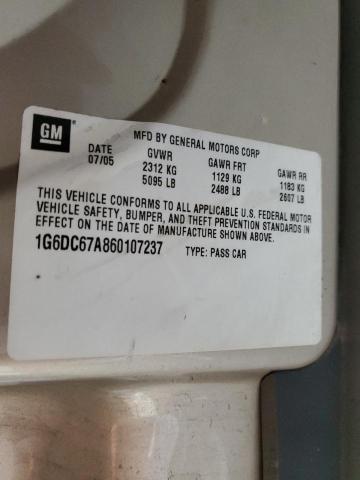 GM
MFD BY GENERAL MOTORS CORP
DATE GVWR GAWR FRT GAWR RR
07/05 2312 KG 1129 KG 1183 KG
5095 LB 2488 LB 2607 LB
THIS VEHICLE CONFORMS TO ALL APPLICABLE U.S. FEDERAL MOTOR
VEHICLE SAFETY, BUMPER, AND THEFT PREVENTION STANDARDS IN
EFFECT ON THE DATE OF MANUFACTURE SHOWN ABOVE.
1G6DC67A860107237 TYPE: PASS CAR